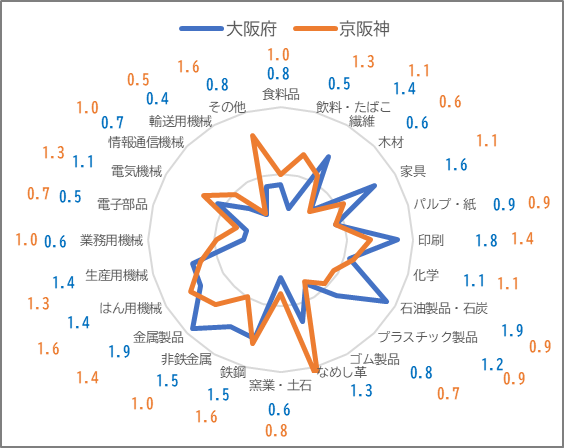 大阪府 京阪神
1.0
0.8
食料品
1.3
0.5
飲料・たばこ
1.1
1.4
繊維
0.6
0.6
木材
1.1
1.6
家具
0.9
0.9
パルプ・紙
1.4
1.8
印刷
1.1
1.1
化学
0.9
1.9
石油製品・石炭
0.9
1.2
プラスチック製品
0.7
0.8
ゴム製品
1.3
なめし革
0.8
0.6
窯業・土石
1.6
1.5
鉄鋼
1.0
1.5
非鉄金属
1.4
1.9
金属製品
1.6
1.4
はん用機械
1.3
1.4
生産用機械
1.0
0.6
業務用機械
0.7
0.5
電子部品
1.3
1.1
電気機械
1.0
0.7
情報通信機械
0.5
0.4
輸送用機械
1.6
0.8
その他